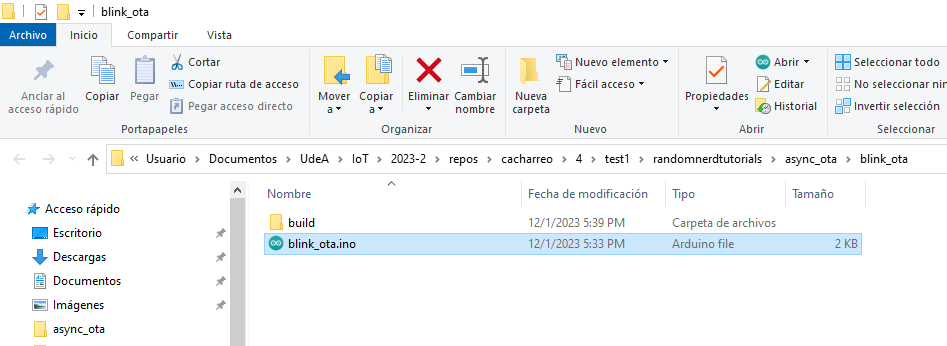 blink_ota
Archivo Inicio Compartir Vista
Anclar al acceso rápido
Copiar
Pegar
Cortar
Copiar ruta de acceso
Pegar acceso directo
Portapapeles
Mover a
Copiar a
Eliminar
Cambiar nombre
Organizar
Nueva carpeta
Nuevo elemento
Fácil acceso
Nuevo
Propiedades
Abrir
Editar
Historial
Abrir
Seleccionar todo
No seleccionar nin
Invertir selección
Seleccionar
Usuario > Documentos > UdeA > IoT > 2023-2 > repos > cacharreo > 4 > test1 > randomnerdtutorials > async_ota > blink_ota
Acceso rápido
Escritorio
Descargas
Documentos
Imágenes
async_ota
Nombre Fecha de modificación Tipo Tamaño
build 12/1/2023 5:39 PM Carpeta de archivos
blink_ota.ino 12/1/2023 5:33 PM Arduino file 2 KB